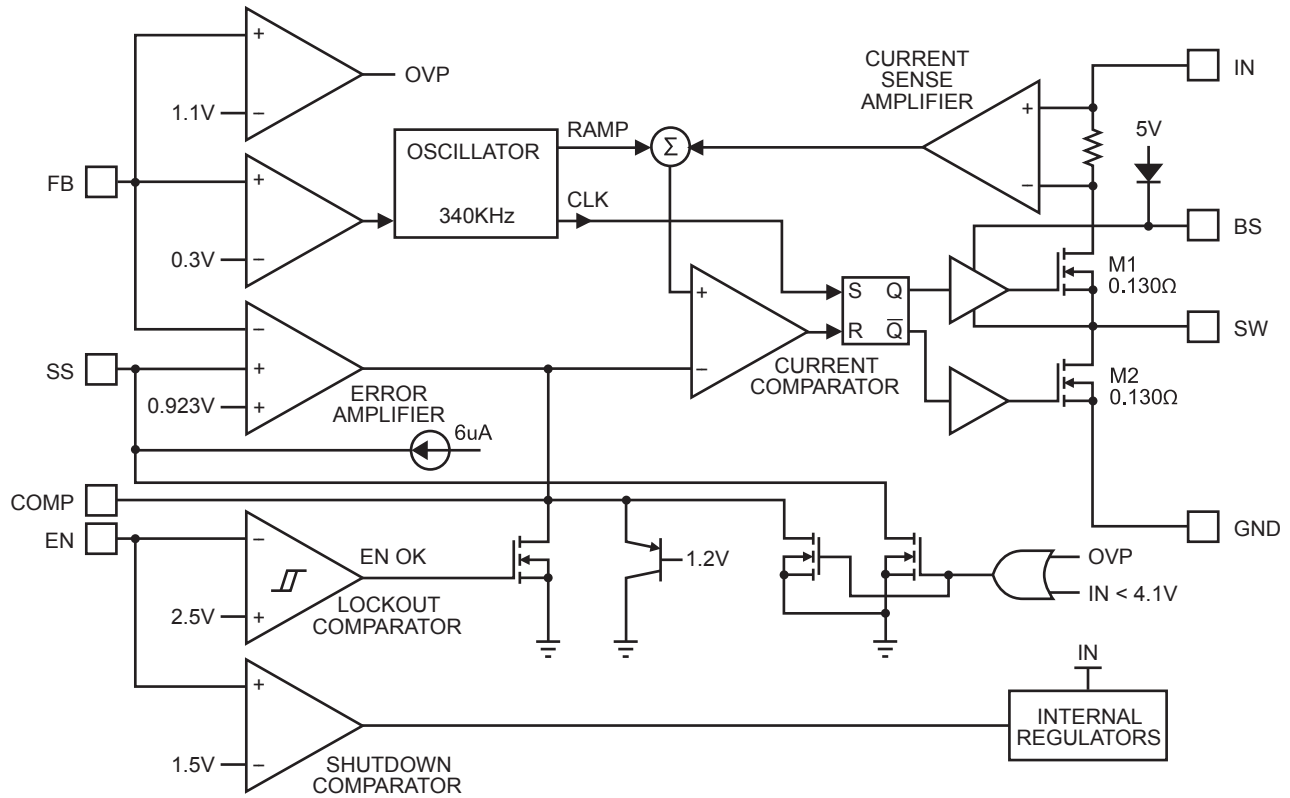 +
OVP
1.1V
−
CURRENT
SENSE
AMPLIFIER
+
−
IN
5V
FB
+
0.3V
−
OSCILLATOR
340KHz
RAMP
CLK
Σ
BS
M1
0.130Ω
S Q
R Q̅
SW
+
−
CURRENT
COMPARATOR
M2
0.130Ω
SS
−
+
0.923V
+
ERROR
AMPLIFIER
6uA
COMP
EN
−
2.5V
+
EN OK
LOCKOUT
COMPARATOR
1.2V
OVP
IN < 4.1V
GND
+
1.5V
−
SHUTDOWN
COMPARATOR
IN
INTERNAL
REGULATORS